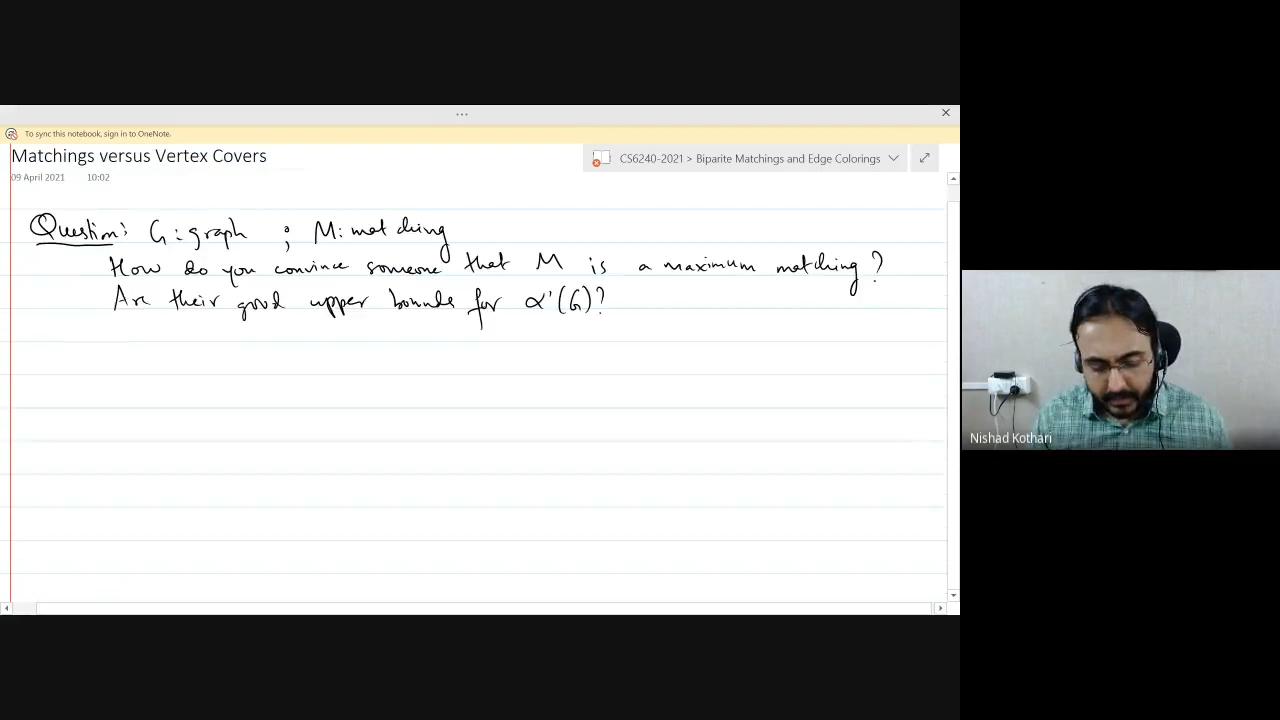 To sync this notebook, sign in to OneNote.
Matchings versus Vertex Covers
CS6240-2021 > Biparite Matchings and Edge Colorings
09 April 2021 10:02
Question: G: graph ; M: matching
How do you convince someone that M is a maximum matching?
Are their good upper bounds for α'(G)?
Nishad Kothari